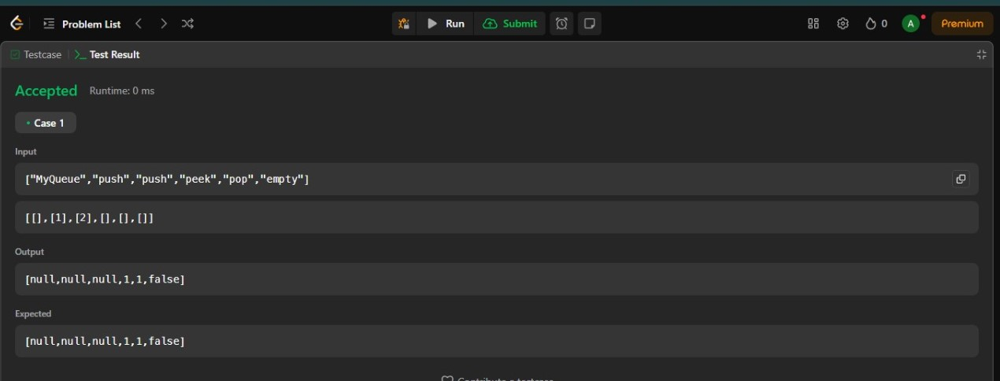 Problem List
Run
Submit
0
A
Premium
Testcase
Test Result
Accepted Runtime: 0 ms
Case 1
Input
["MyQueue","push","push","peek","pop","empty"]
[[],[1],[2],[],[],[]]
Output
[null,null,null,1,1,false]
Expected
[null,null,null,1,1,false]
Contribute a testcase